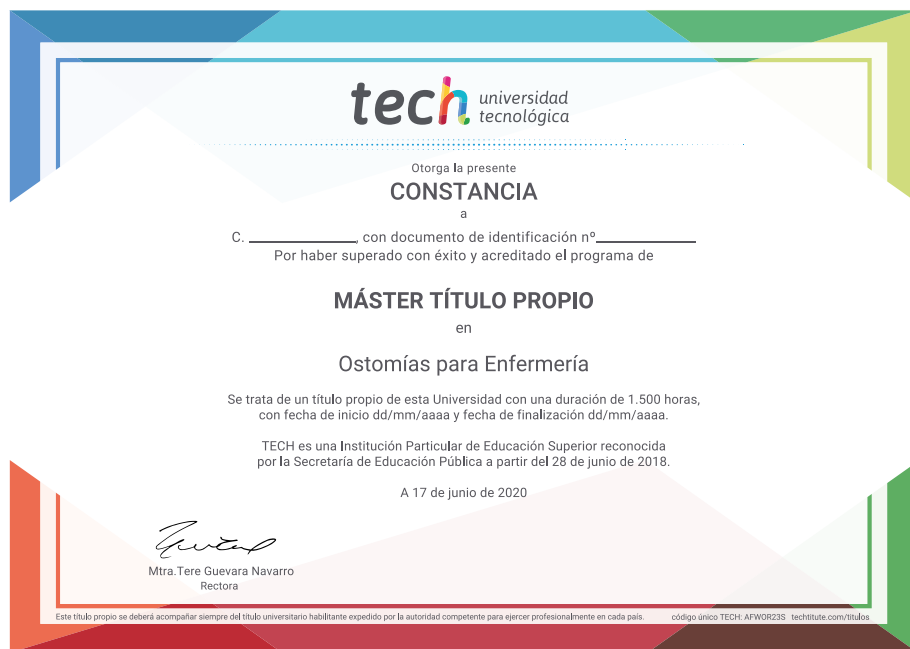 tech universidad
tecnológica
Otorga la presente
CONSTANCIA
a
C. ____________, con documento de identificación nº____________
Por haber superado con éxito y acreditado el programa de
MÁSTER TÍTULO PROPIO
en
Ostomías para Enfermería
Se trata de un título propio de esta Universidad con una duración de 1.500 horas,
con fecha de inicio dd/mm/aaaa y fecha de finalización dd/mm/aaaa.
TECH es una Institución Particular de Educación Superior reconocida
por la Secretaría de Educación Pública a partir del 28 de junio de 2018.
A 17 de junio de 2020
Mtra.Tere Guevara Navarro
Rectora
Este título propio se deberá acompañar siempre del título universitario habilitante expedido por la autoridad competente para ejercer profesionalmente en cada país. código único TECH: AFWOR23S techtitute.com/titulos